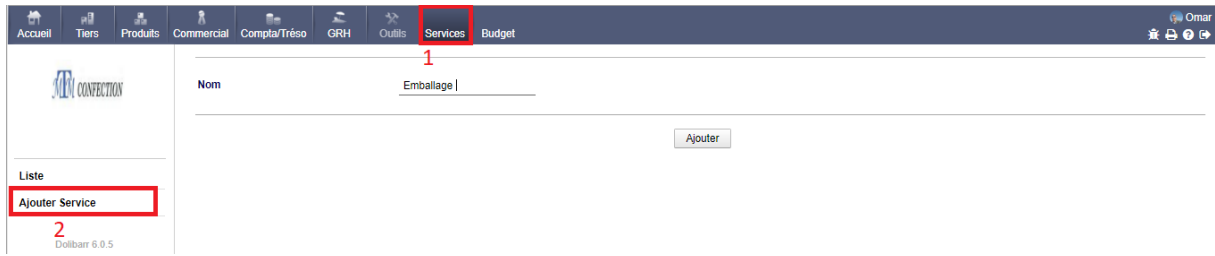 Accueil Tiers Produits Commercial Compta/Tréso GRH Outils Services Budget Omar
1
MTM CONFECTION
Nom Emballage
Ajouter
Liste
Ajouter Service
2
Dolibarr 6.0.5